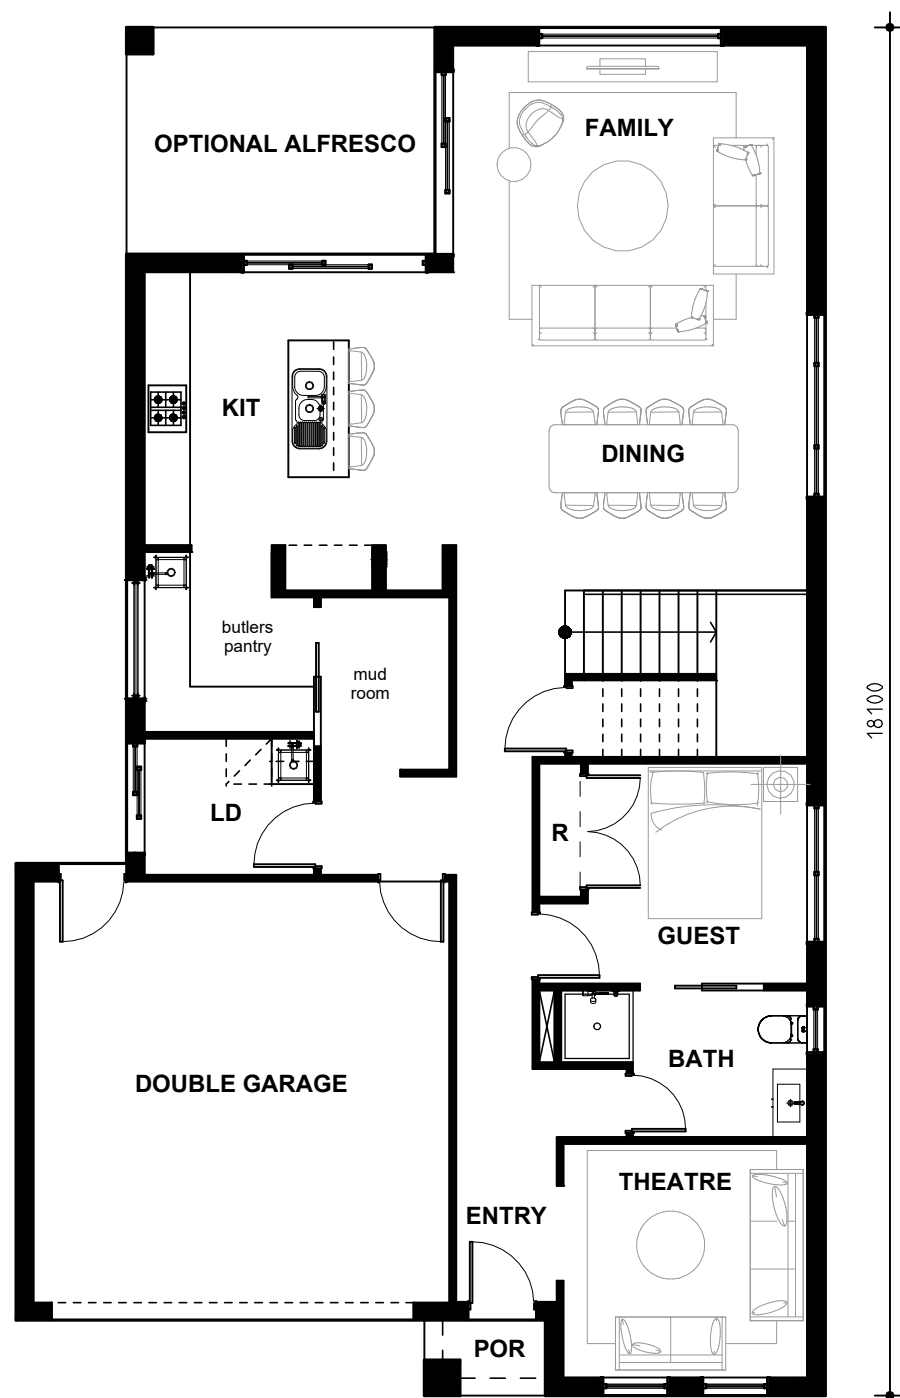 OPTIONAL ALFRESCO
FAMILY
KIT
DINING
butlers
pantry
mud
room
18100
LD
R
GUEST
BATH
DOUBLE GARAGE
THEATRE
ENTRY
POR